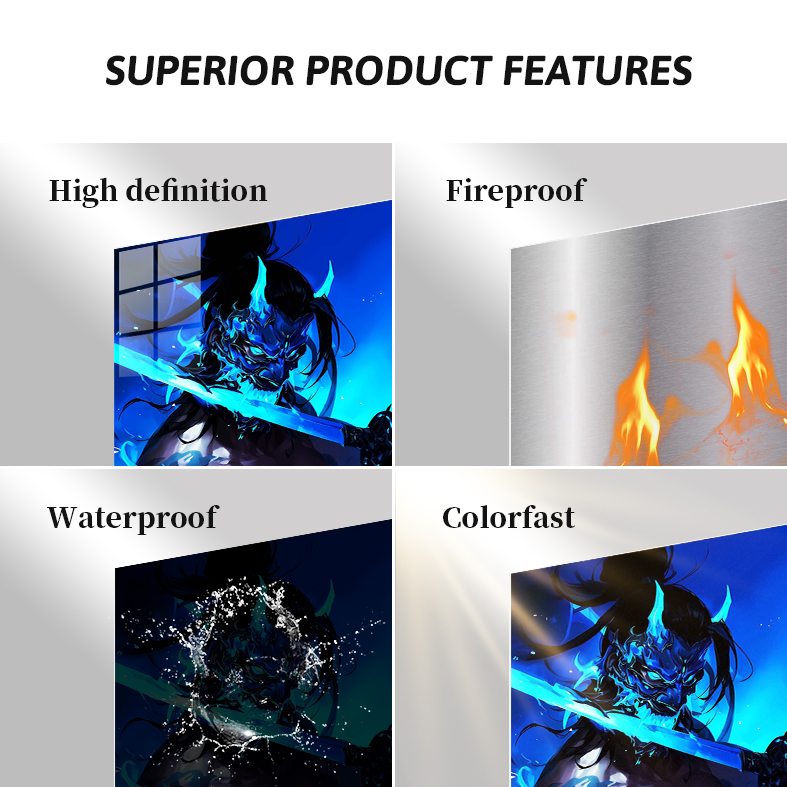 SUPERIOR PRODUCT FEATURES
High definition
Fireproof
Waterproof
Colorfast